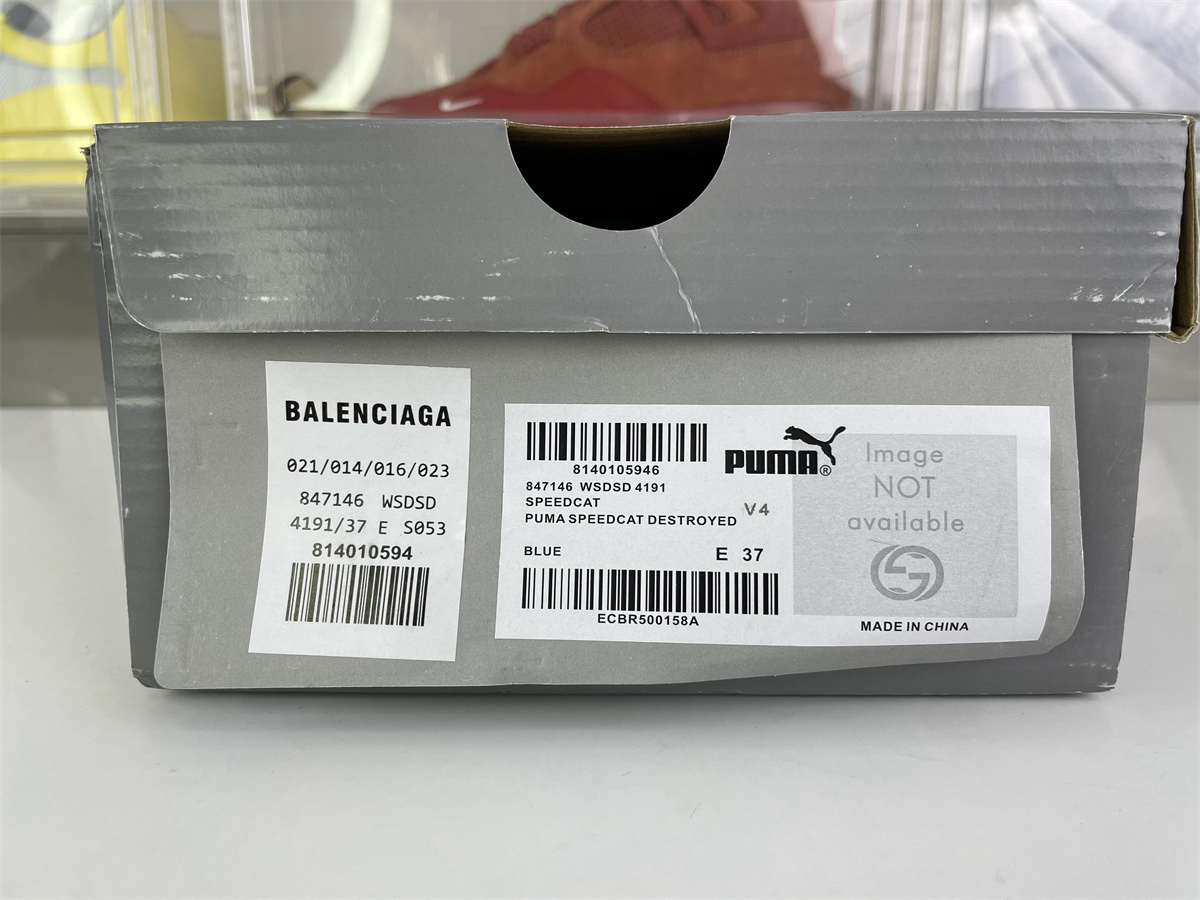 BALENCIAGA
021/014/016/023
847146 WSDSD
4191/37 E S053
814010594
8140105946
847146 WSDSD 4191
SPEEDCAT
PUMA SPEEDCAT DESTROYED
V4
BLUE
E 37
ECBR500158A
PUMA®
Image
NOT
available
MADE IN CHINA